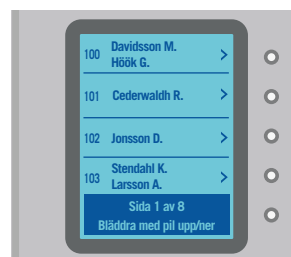 100 Davidsson M. >
Höök G.
101 Cederwaldh R. >
102 Jonsson D. >
103 Stendahl K. >
Larsson A.
Sida 1 av 8
Bläddra med pil upp/ner